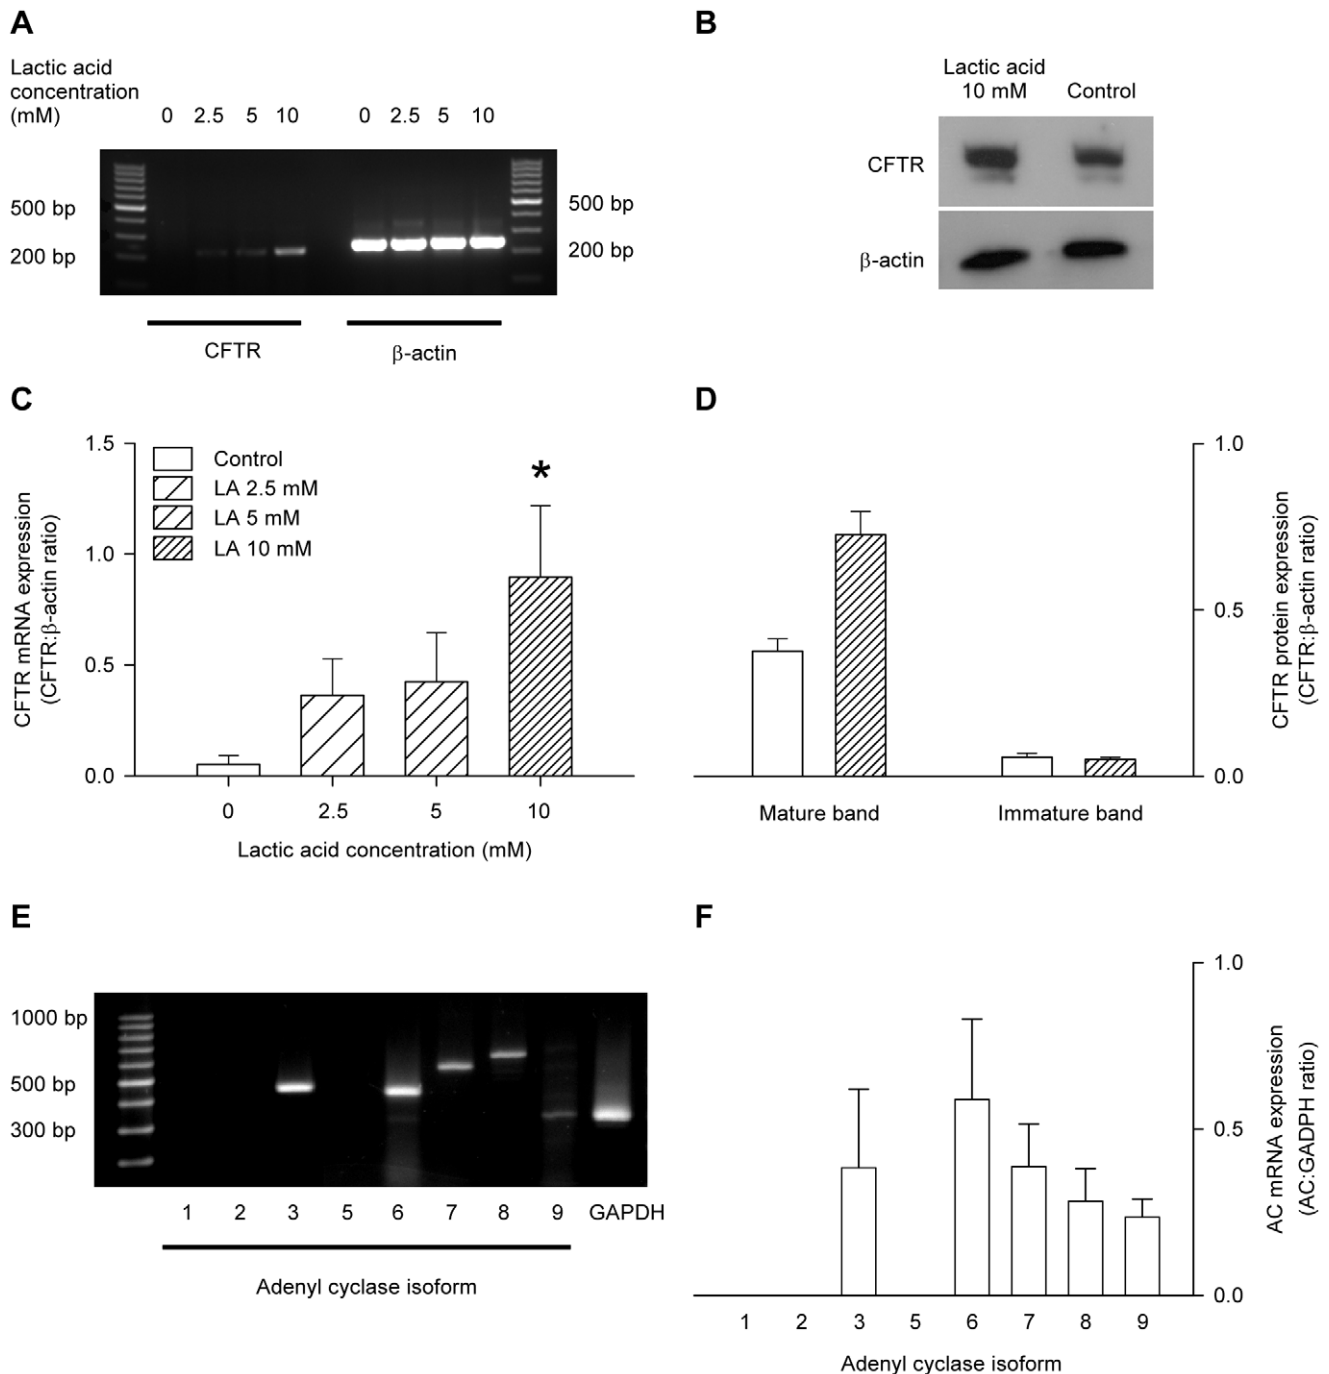 A
Lactic acid
concentration
(mM)
0 2.5 5 10
0 2.5 5 10
500 bp
200 bp
500 bp
200 bp
CFTR
β-actin
B
Lactic acid
10 mM
Control
CFTR
β-actin
C
CFTR mRNA expression
(CFTR:β-actin ratio)
1.5
1.0
0.5
0.0
Control
LA 2.5 mM
LA 5 mM
LA 10 mM
*
0 2.5 5 10
Lactic acid concentration (mM)
D
1.0
0.5
0.0
CFTR protein expression
(CFTR:β-actin ratio)
Mature band
Immature band
E
1000 bp
500 bp
300 bp
1 2 3 5 6 7 8 9 GAPDH
Adenyl cyclase isoform
F
1.0
0.5
0.0
AC mRNA expression
(AC:GADPH ratio)
1 2 3 5 6 7 8 9
Adenyl cyclase isoform